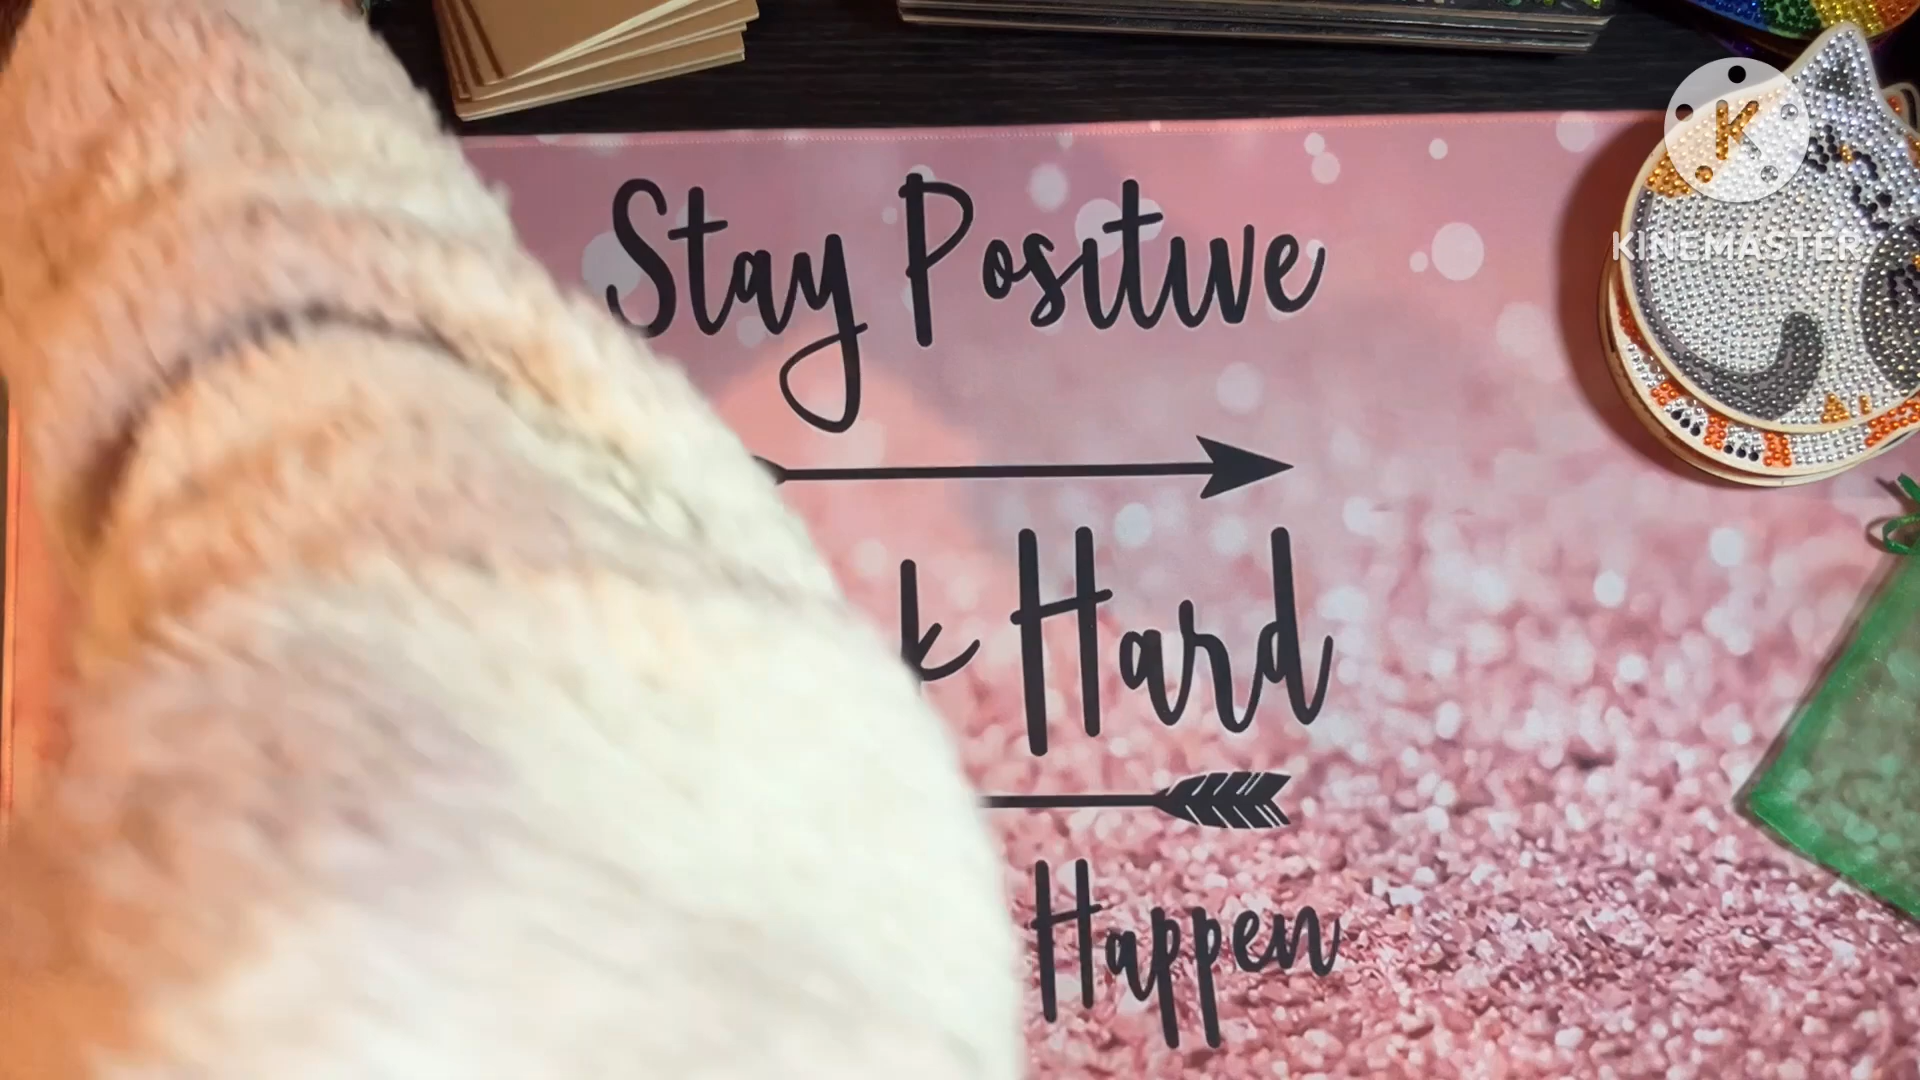 Stay Positive
k Hard
Happen
K
KINEMASTER